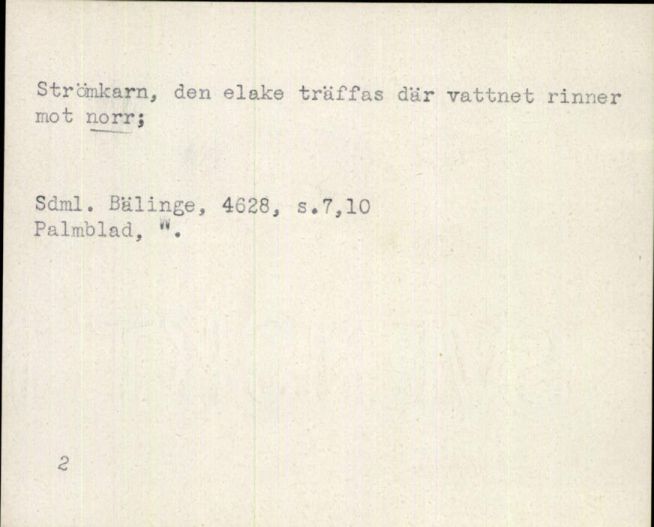 Strömkarn, den elake träffas där vattnet rinner
mot norr;
Sdml. Bälinge, 4628, s.7,10
Palmblad, W.
2